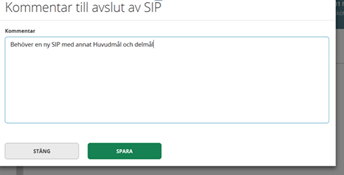 Kommentar till avslut av SIP
Kommentar
Behöver en ny SIP med annat Huvudmål och delmål
STÄNG
SPARA